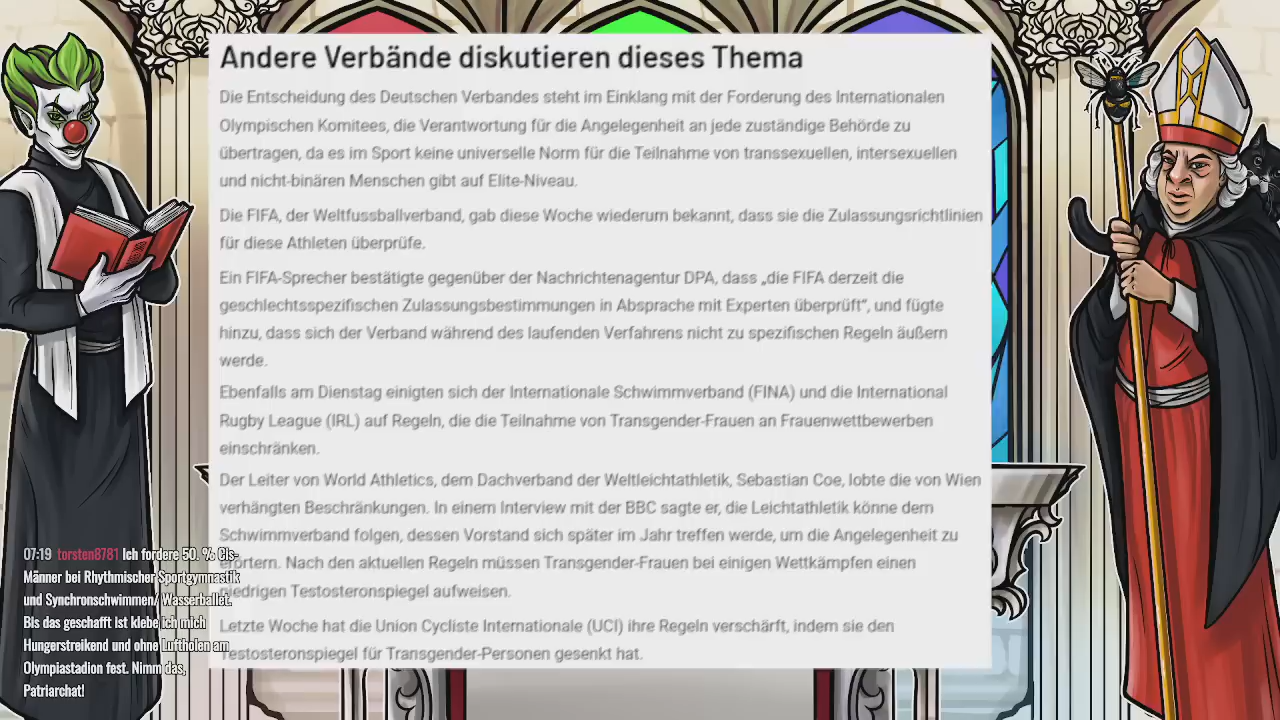 Andere Verbände diskutieren dieses Thema
Die Entscheidung des Deutschen Verbandes steht im Einklang mit der Forderung des Internationalen
Olympischen Komitees, die Verantwortung für die Angelegenheit an jede zuständige Behörde zu
übertragen, da es im Sport keine universelle Norm für die Teilnahme von transsexuellen, intersexuellen
und nicht-binären Menschen gibt auf Elite-Niveau.
Die FIFA, der Weltfussballverband, gab diese Woche wiederum bekannt, dass sie die Zulassungsrichtlinien
für diese Athleten überprüfe.
Ein FIFA-Sprecher bestätigte gegenüber der Nachrichtenagentur DPA, dass „die FIFA derzeit die
geschlechtsspezifischen Zulassungsbestimmungen in Absprache mit Experten überprüft“, und fügte
hinzu, dass sich der Verband während des laufenden Verfahrens nicht zu spezifischen Regeln äußern
werde.
Ebenfalls am Dienstag einigten sich der Internationale Schwimmverband (FINA) und die International
Rugby League (IRL) auf Regeln, die die Teilnahme von Transgender-Frauen an Frauenwettbewerben
einschränken.
Der Leiter von World Athletics, dem Dachverband der Weltleichtathletik, Sebastian Coe, lobte die von Wien
verhängten Beschränkungen. In einem Interview mit der BBC sagte er, die Leichtathletik könne dem
Schwimmverband folgen, dessen Vorstand sich später im Jahr treffen werde, um die Angelegenheit zu
erörtern. Nach den aktuellen Regeln müssen Transgender-Frauen bei einigen Wettkämpfen einen
niedrigen Testosteronspiegel aufweisen.
Letzte Woche hat die Union Cycliste Internationale (UCI) ihre Regeln verschärft, indem sie den
Testosteronspiegel für Transgender-Personen gesenkt hat.
07:19 torsten8781 Ich fordere 50. % cis-
Männer bei Rhythmischer Sportgymnastik
und Synchronschwimmen/ Wasserballet.
Bis das geschafft ist klebe ich mich
Hungerstreikend und ohne Luftholen am
Olympiastadion fest. Nimm das,
Patriarchat!